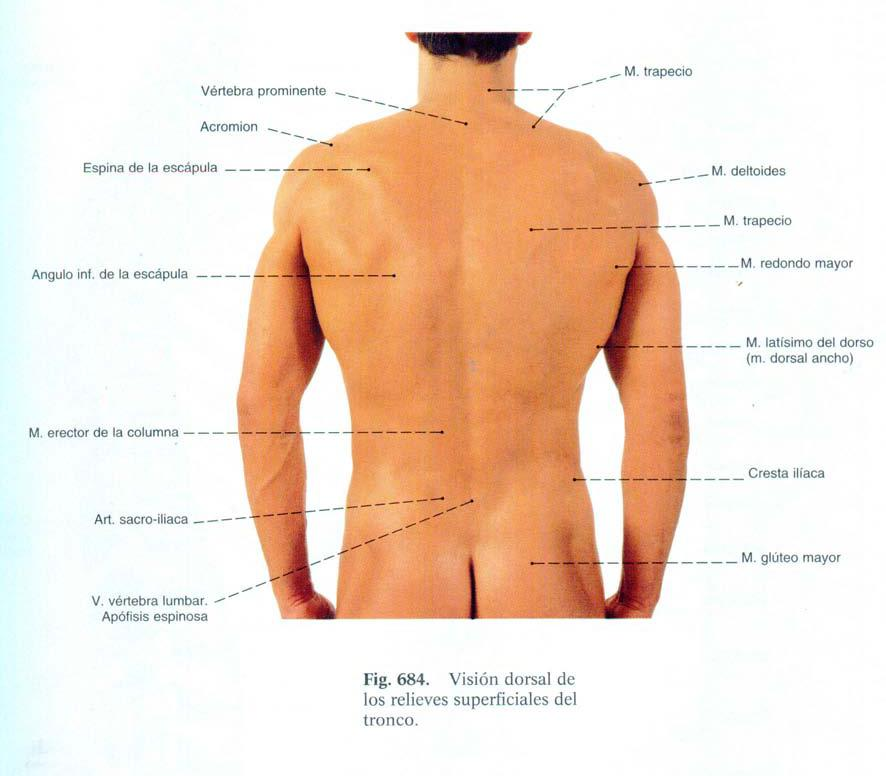 M. trapecio
Vértebra prominente
Acromion
Espina de la escápula
M. deltoides
M. trapecio
M. redondo mayor
Angulo inf. de la escápula
M. latísimo del dorso
(m. dorsal ancho)
M. erector de la columna
Cresta ilíaca
Art. sacro-iliaca
M. glúteo mayor
V. vértebra lumbar.
Apófisis espinosa
Fig. 684. Visión dorsal de
los relieves superficiales del
tronco.